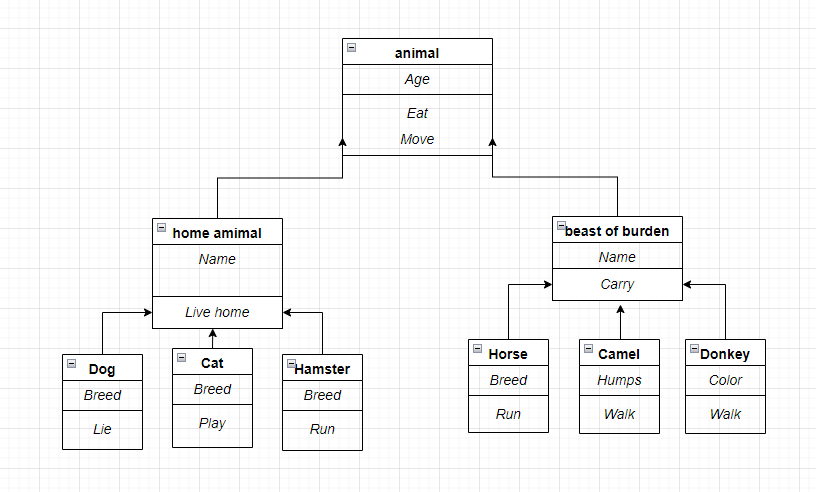 animal
Age
Eat
Move
home amimal
Name
Live home
beast of burden
Name
Carry
Dog
Breed
Lie
Cat
Breed
Play
Hamster
Breed
Run
Horse
Breed
Run
Camel
Humps
Walk
Donkey
Color
Walk